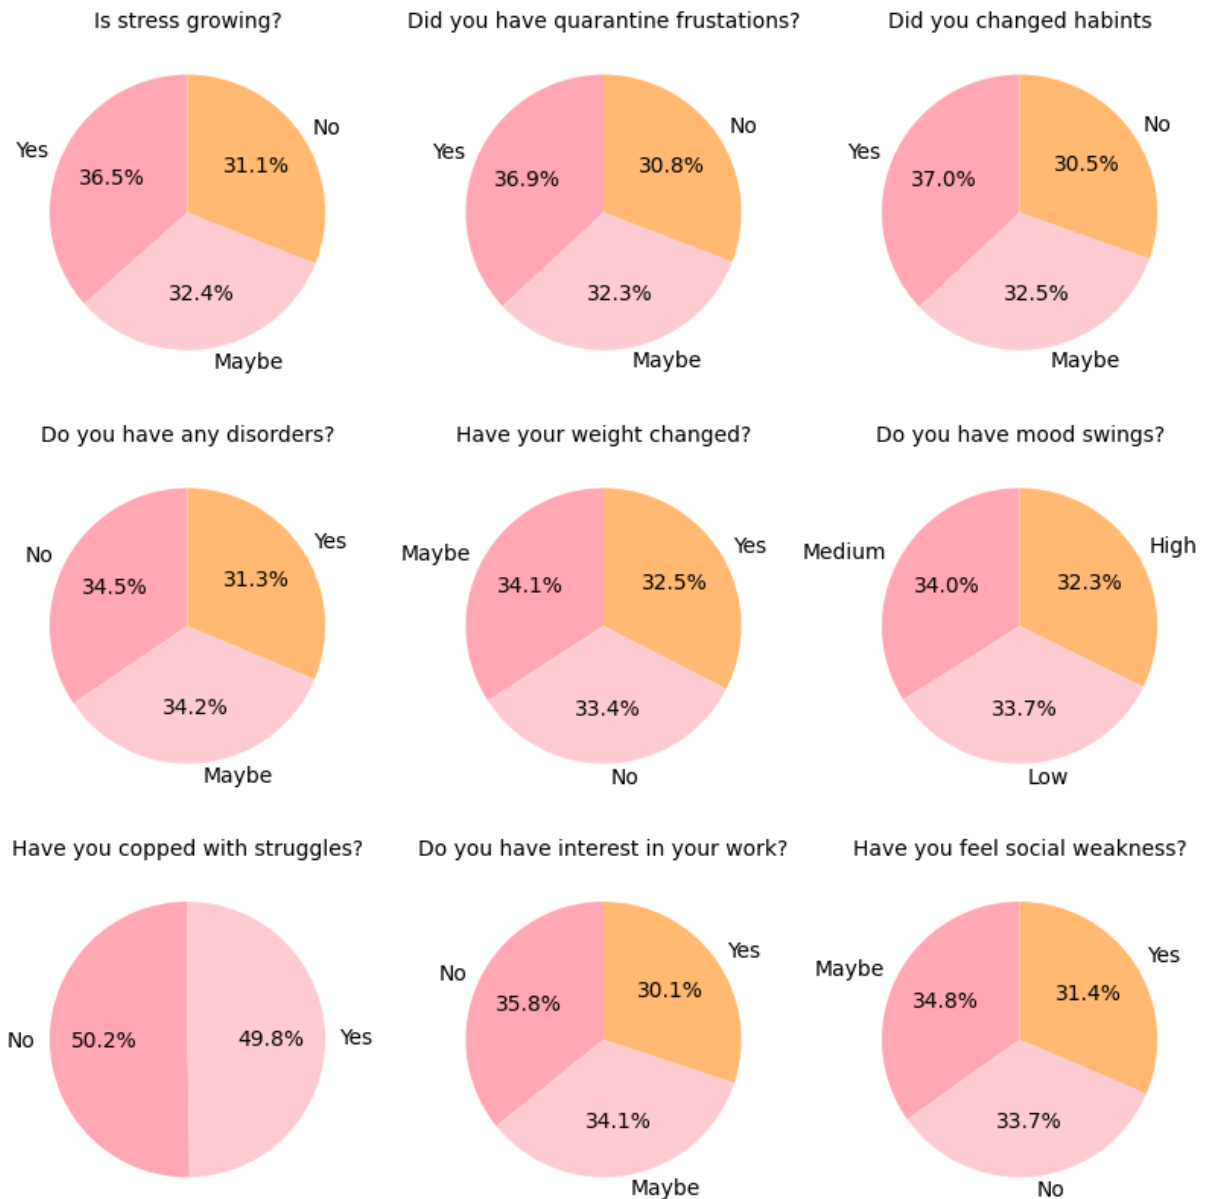 Is stress growing?
Did you have quarantine frustations?
Did you changed habints
Yes
36.5%
31.1%
No
32.4%
Maybe
Yes
36.9%
30.8%
No
32.3%
Maybe
Yes
37.0%
30.5%
No
32.5%
Maybe
Do you have any disorders?
Have your weight changed?
Do you have mood swings?
No
34.5%
31.3%
Yes
34.2%
Maybe
Maybe
34.1%
32.5%
Yes
33.4%
No
Medium
34.0%
32.3%
High
33.7%
Low
Have you copped with struggles?
Do you have interest in your work?
Have you feel social weakness?
No
50.2%
49.8%
Yes
No
35.8%
30.1%
Yes
34.1%
Maybe
Maybe
34.8%
31.4%
Yes
33.7%
No